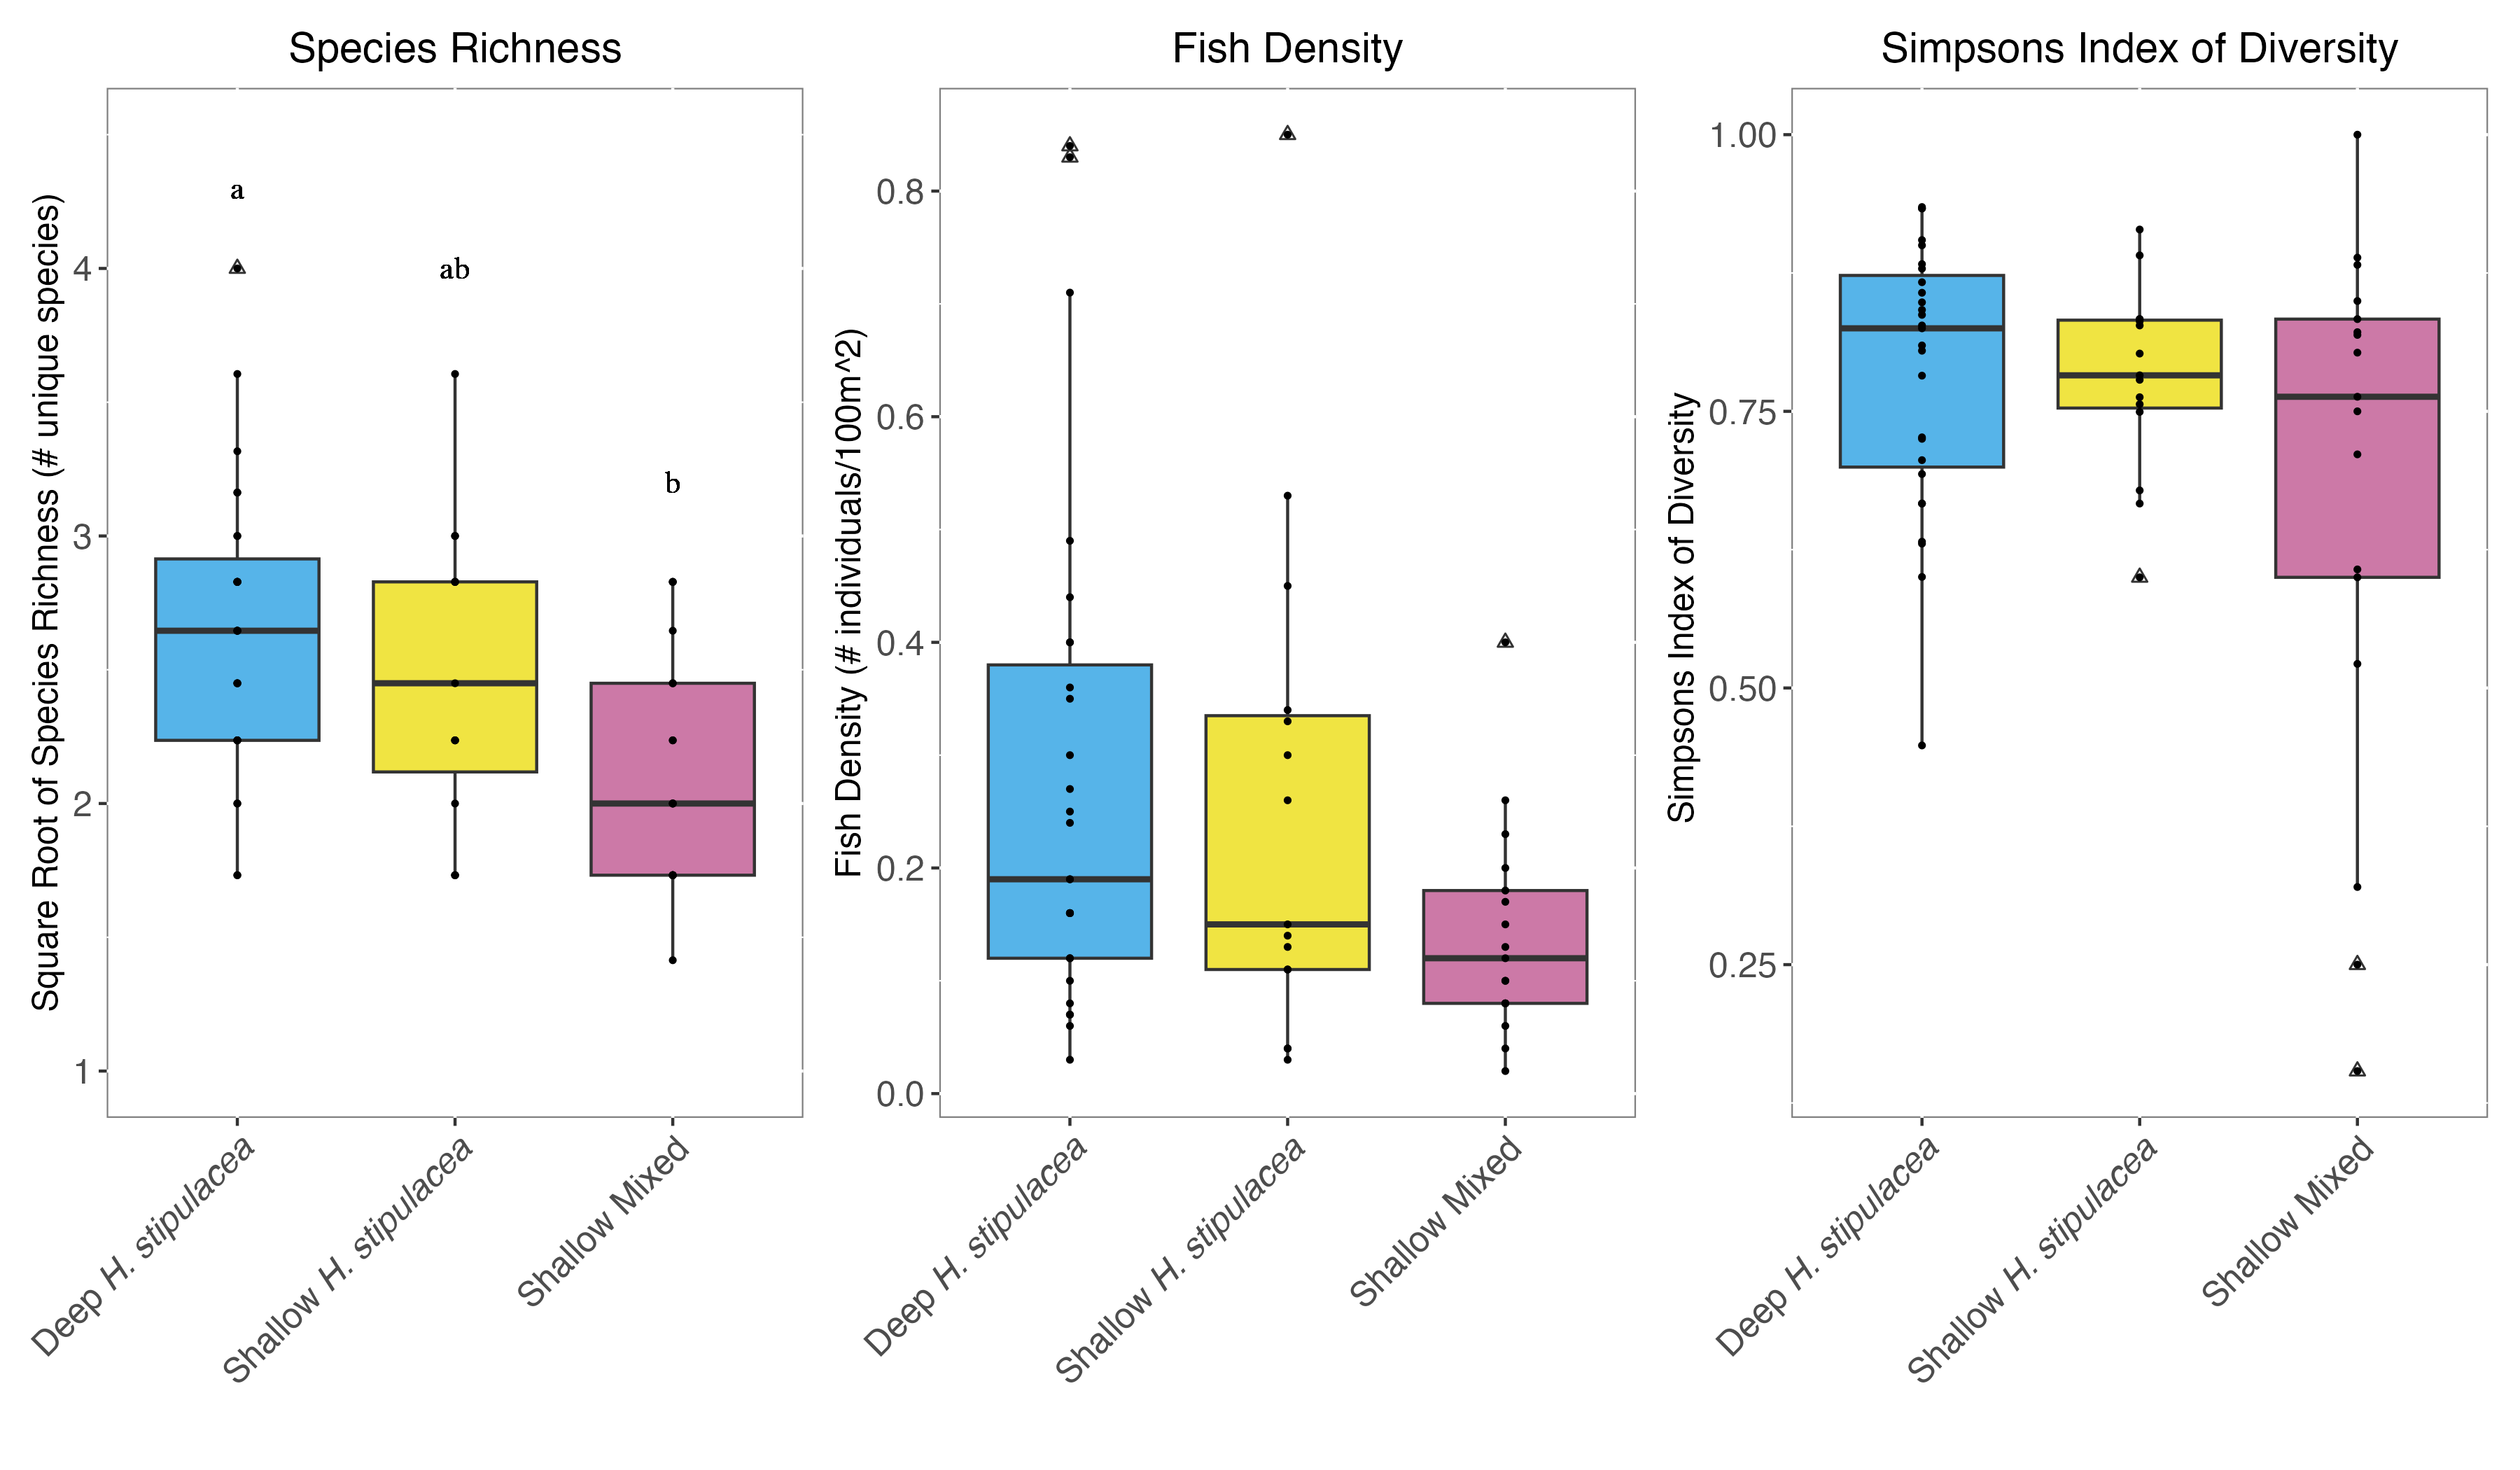 Species Richness
Fish Density
Simpsons Index of Diversity
Square Root of Species Richness (# unique species)
4
3
2
1
a
ab
b
Deep H. stipulacea
Shallow H. stipulacea
Shallow Mixed
Fish Density (# individuals/100m^2)
0.8
0.6
0.4
0.2
0.0
Deep H. stipulacea
Shallow H. stipulacea
Shallow Mixed
Simpsons Index of Diversity
1.00
0.75
0.50
0.25
Deep H. stipulacea
Shallow H. stipulacea
Shallow Mixed